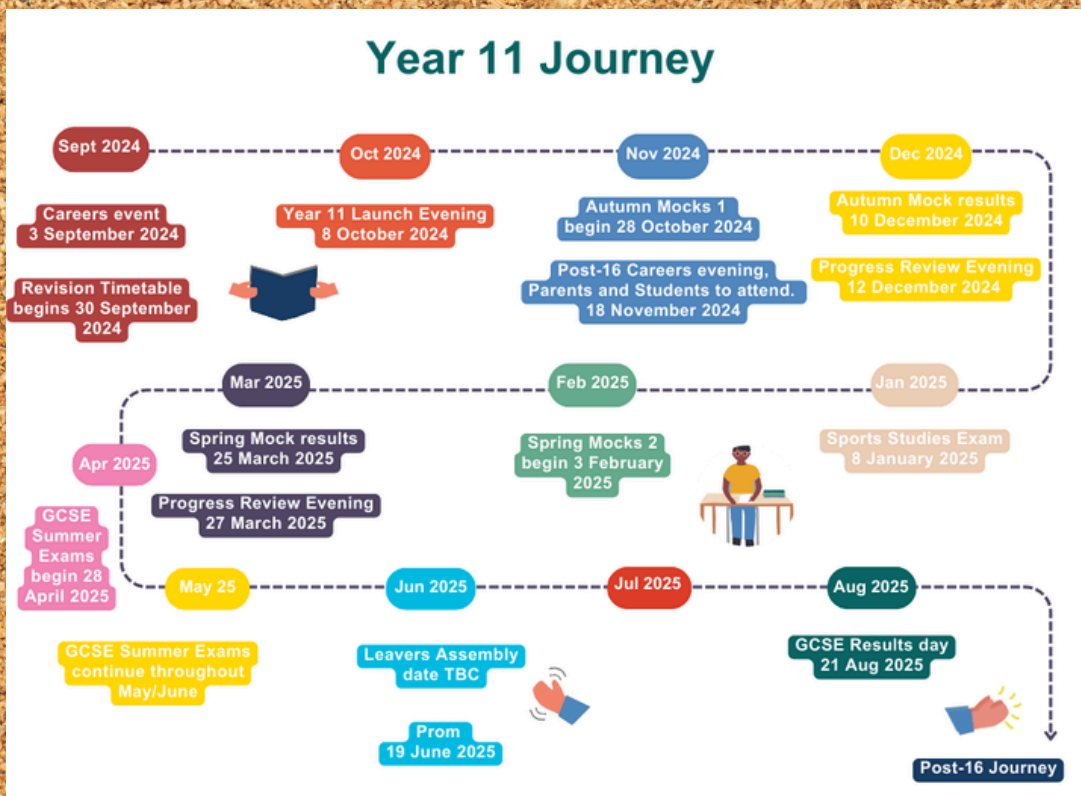 Year 11 Journey
Sept 2024
Oct 2024
Nov 2024
Dec 2024
Careers event
3 September 2024
Revision Timetable
begins 30 September
2024
Year 11 Launch Evening
8 October 2024
Autumn Mocks 1
begin 28 October 2024
Post-16 Careers evening,
Parents and Students to attend.
18 November 2024
Autumn Mock results
10 December 2024
Progress Review Evening
12 December 2024
Jan 2025
Sports Studies Exam
8 January 2025
Feb 2025
Spring Mocks 2
begin 3 February
2025
Mar 2025
Spring Mock results
25 March 2025
Progress Review Evening
27 March 2025
Apr 2025
GCSE
Summer
Exams
begin 28
April 2025
May 25
GCSE Summer Exams
continue throughout
May/June
Jun 2025
Leavers Assembly
date TBC
Prom
19 June 2025
Jul 2025
Aug 2025
GCSE Results day
21 Aug 2025
Post-16 Journey